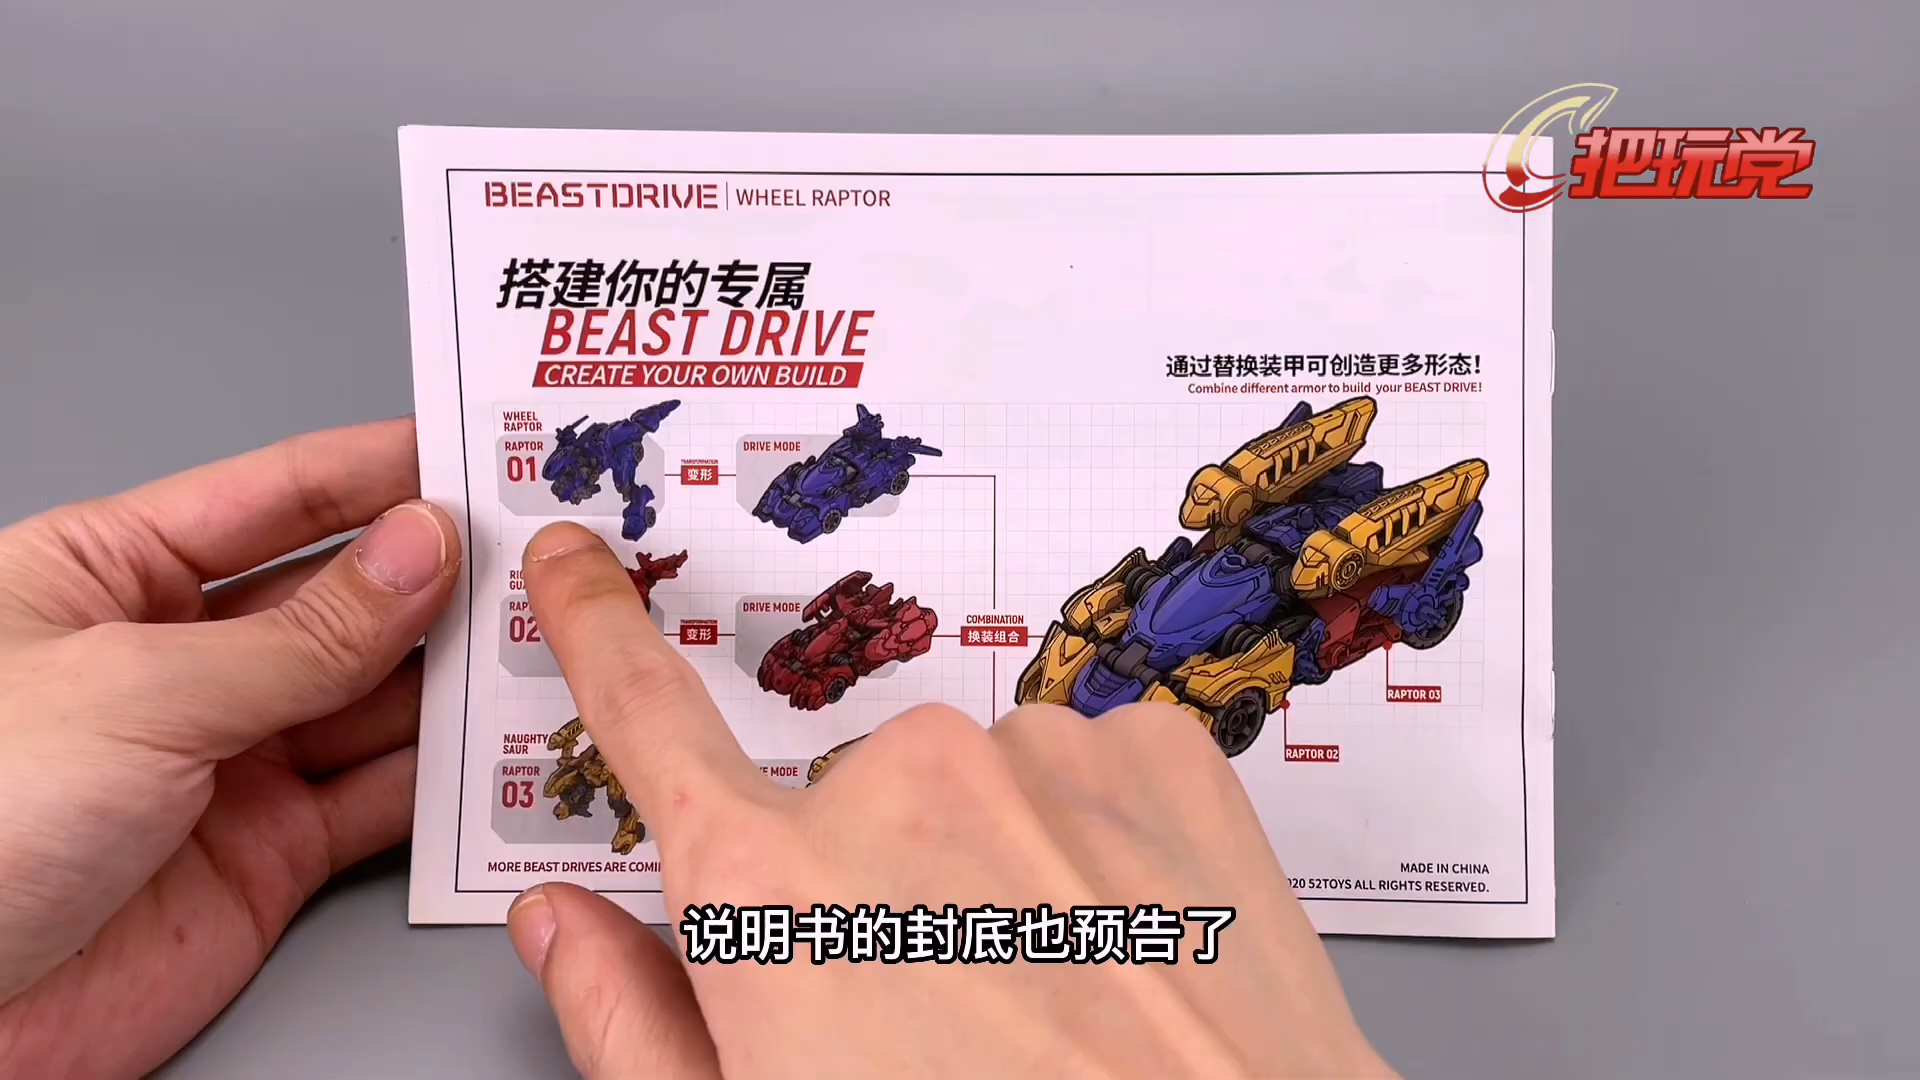 把玩党
BEASTDRIVE | WHEEL RAPTOR
搭建你的专属
BEAST DRIVE
CREATE YOUR OWN BUILD
通过替换装甲可创造更多形态!
Combine different armor to build your BEAST DRIVE!
WHEEL
RAPTOR
RAPTOR
01
TRANSFORMATION
变形
DRIVE MODE
02
TRANSFORMATION
变形
DRIVE MODE
COMBINATION
换装组合
RAPTOR 03
RAPTOR 02
NAUGHTY
SAUR
RAPTOR
03
MODE
MORE BEAST DRIVES ARE
MADE IN CHINA
52TOYS ALL RIGHTS RESERVED.
说明书的封底也预告了